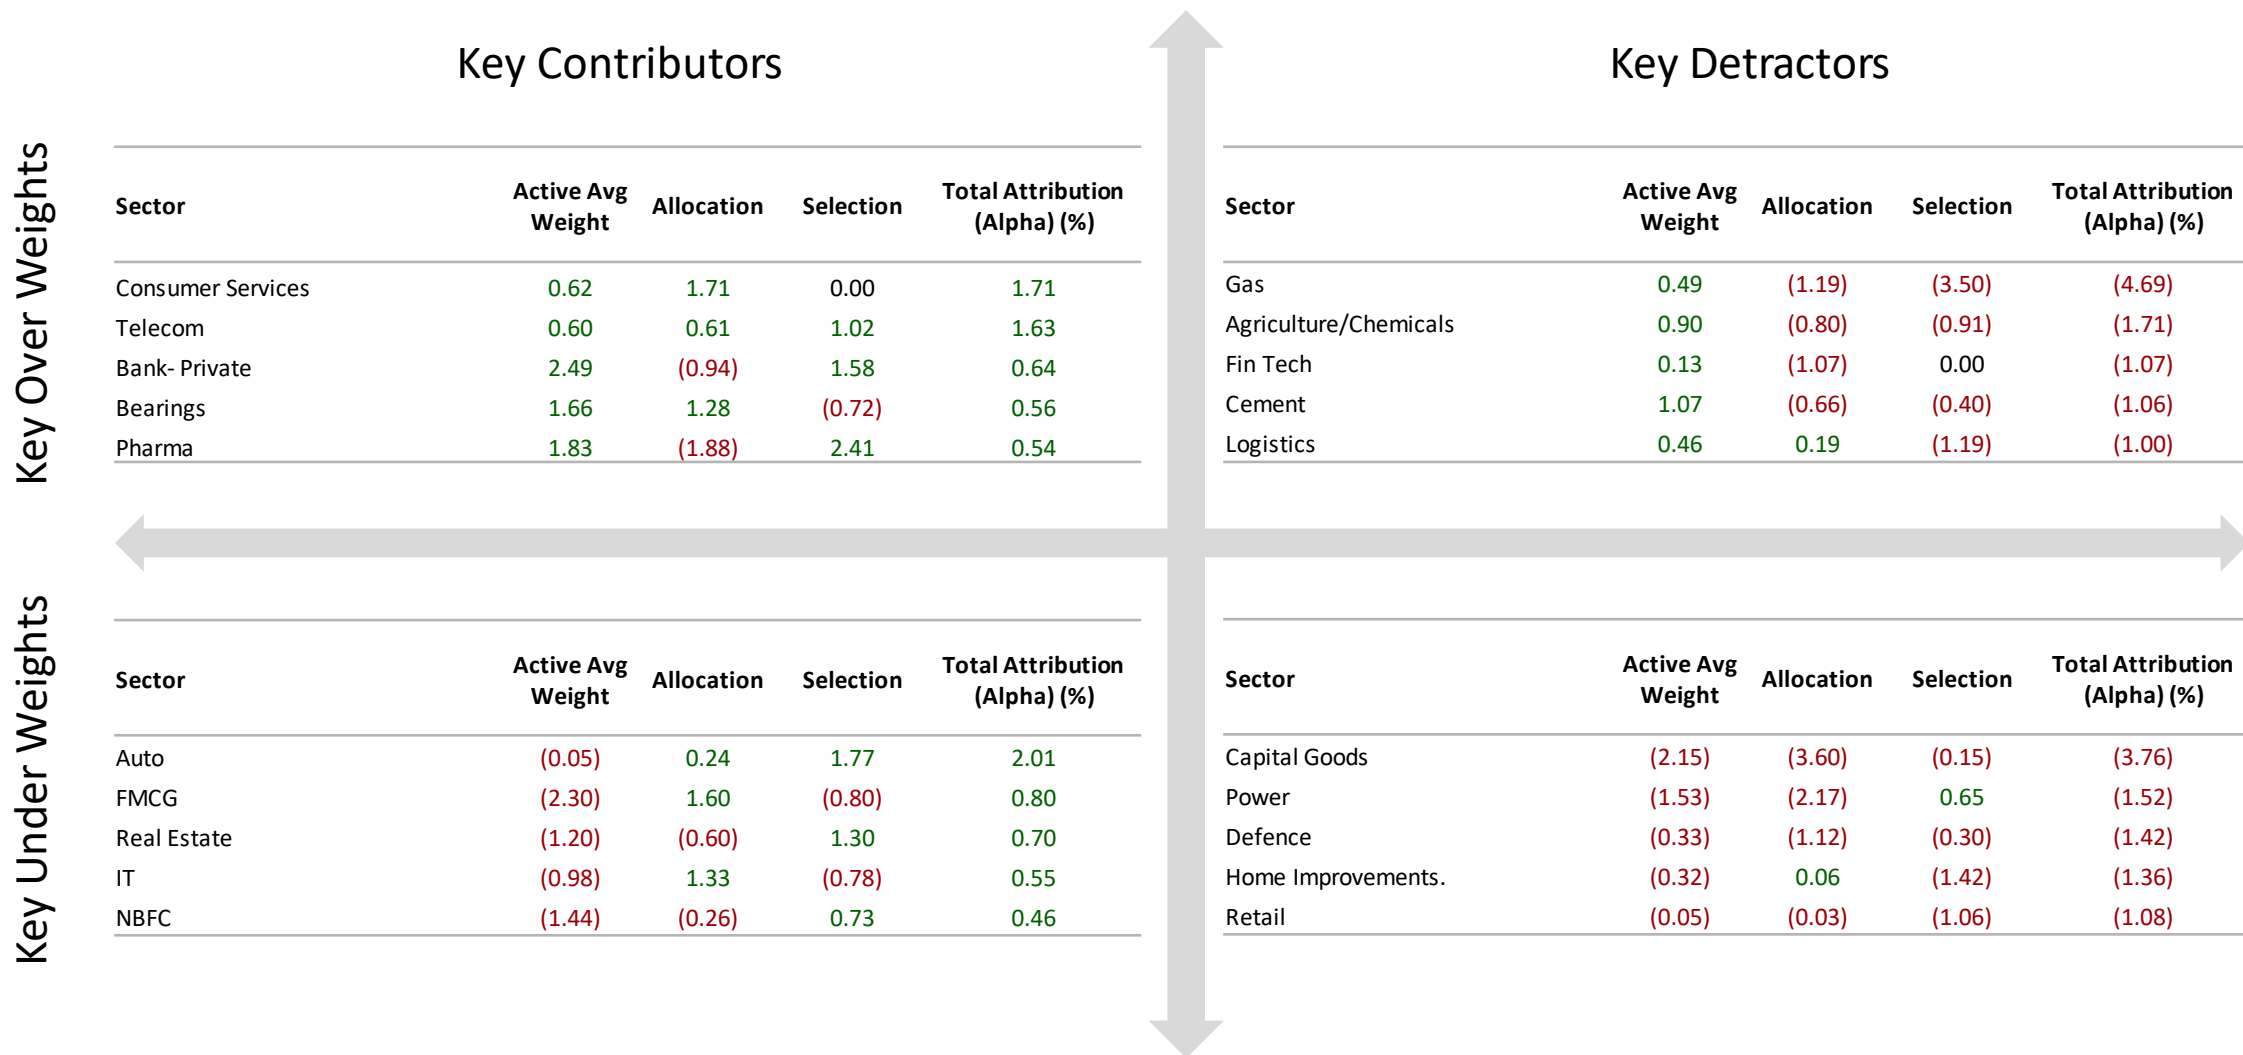 Key Contributors
Key Detractors
Key Over Weights
Sector Active Avg Weight Allocation Selection Total Attribution (Alpha) (%)
Consumer Services 0.62 1.71 0.00 1.71
Telecom 0.60 0.61 1.02 1.63
Bank- Private 2.49 (0.94) 1.58 0.64
Bearings 1.66 1.28 (0.72) 0.56
Pharma 1.83 (1.88) 2.41 0.54
Sector Active Avg Weight Allocation Selection Total Attribution (Alpha) (%)
Gas 0.49 (1.19) (3.50) (4.69)
Agriculture/Chemicals 0.90 (0.80) (0.91) (1.71)
Fin Tech 0.13 (1.07) 0.00 (1.07)
Cement 1.07 (0.66) (0.40) (1.06)
Logistics 0.46 0.19 (1.19) (1.00)
Key Under Weights
Sector Active Avg Weight Allocation Selection Total Attribution (Alpha) (%)
Auto (0.05) 0.24 1.77 2.01
FMCG (2.30) 1.60 (0.80) 0.80
Real Estate (1.20) (0.60) 1.30 0.70
IT (0.98) 1.33 (0.78) 0.55
NBFC (1.44) (0.26) 0.73 0.46
Sector Active Avg Weight Allocation Selection Total Attribution (Alpha) (%)
Capital Goods (2.15) (3.60) (0.15) (3.76)
Power (1.53) (2.17) 0.65 (1.52)
Defence (0.33) (1.12) (0.30) (1.42)
Home Improvements. (0.32) 0.06 (1.42) (1.36)
Retail (0.05) (0.03) (1.06) (1.08)